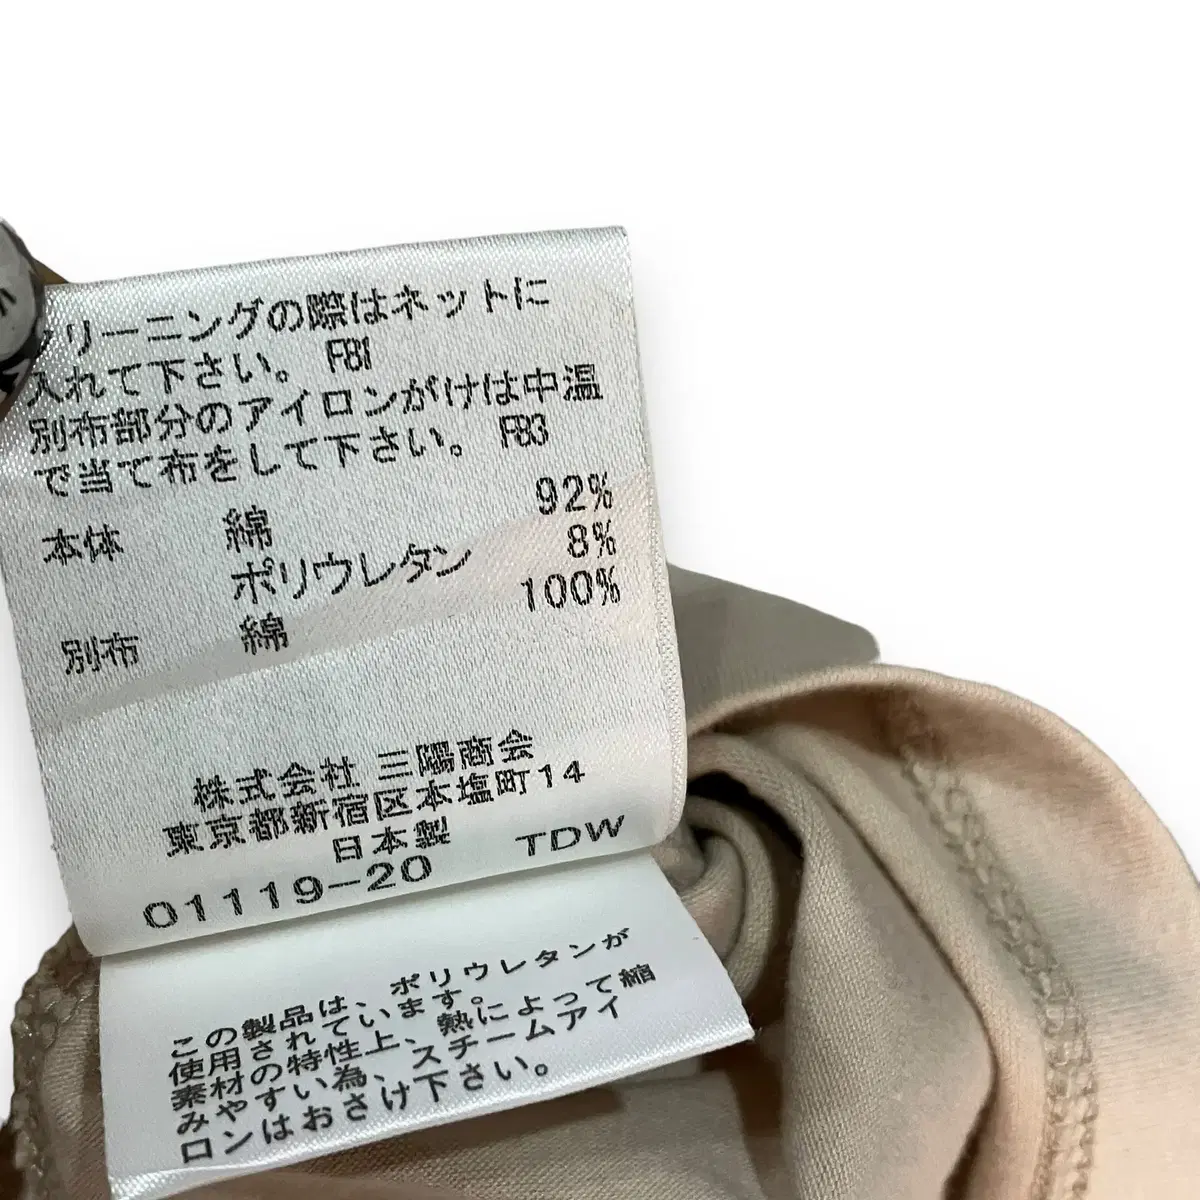 クリーニングの際はネットに
入れて下さい。 F81
別布部分のアイロンがけは中温
で当て布をして下さい。 F83
本体 綿 92%
ポリウレタン 8%
別布 綿 100%
株式会社 三陽商会
東京都新宿区本塩町14
日本製 TDW
01119-20
この製品は、ポリウレタンが
使用されています。
素材の特性上、熱によって縮
みやすい為、スチームアイ
ロンはおさけ下さい。